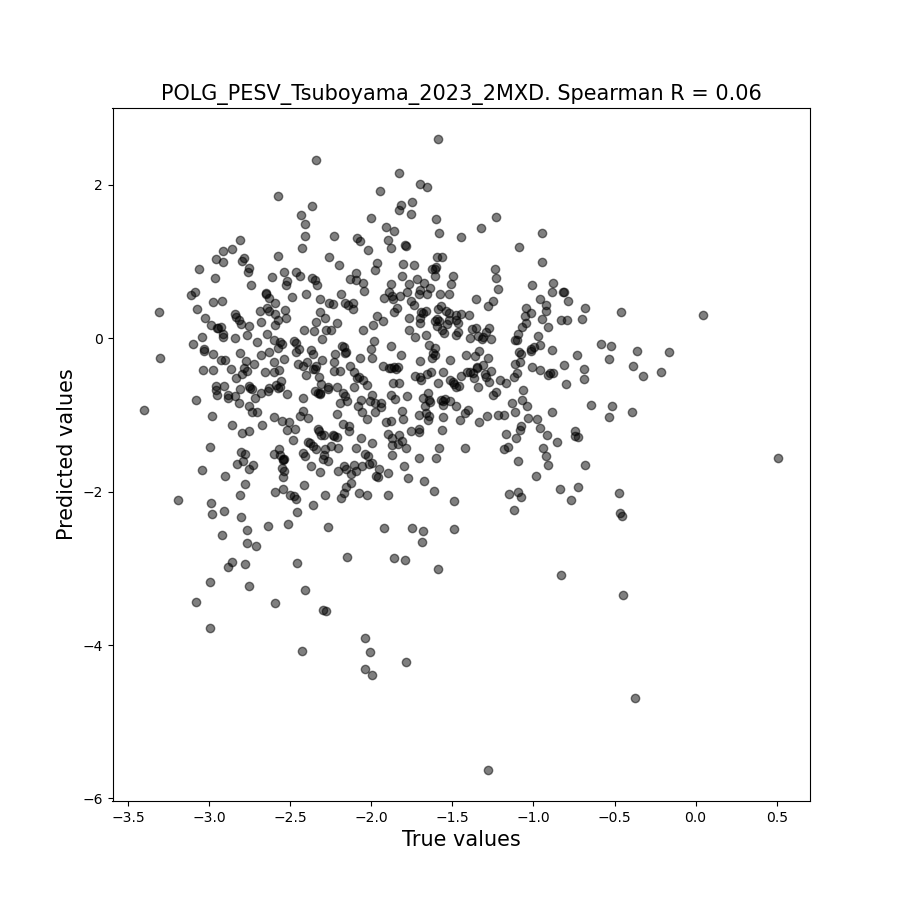 POLG_PESV_Tsuboyama_2023_2MXD. Spearman R = 0.06
2
0
−2
−4
−6
Predicted values
−3.5 −3.0 −2.5 −2.0 −1.5 −1.0 −0.5 0.0 0.5
True values